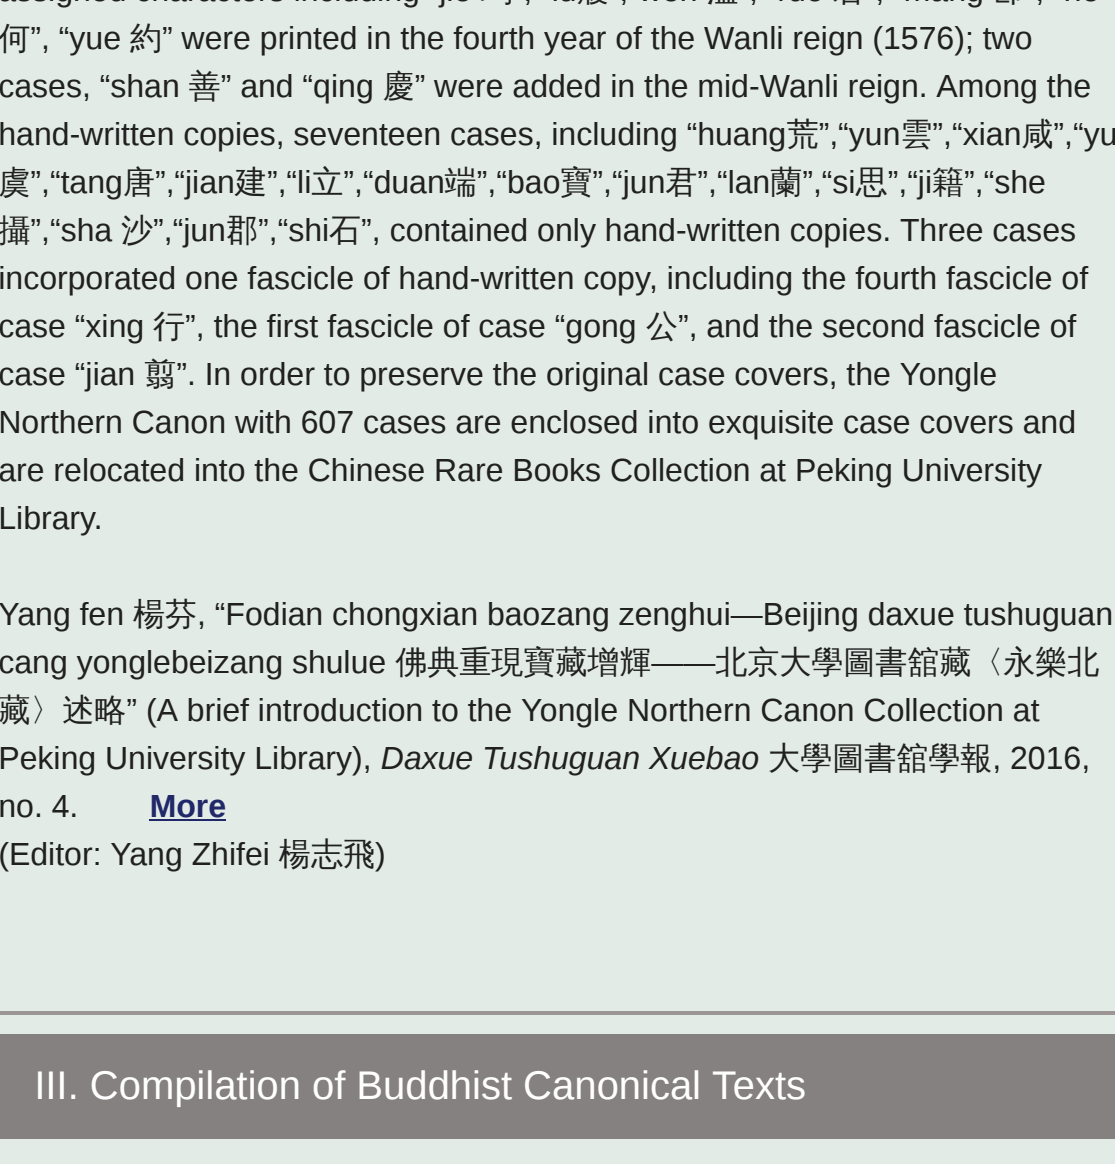 何”, “yue 約” were printed in the fourth year of the Wanli reign (1576); two
cases, “shan 善” and “qing 慶” were added in the mid-Wanli reign. Among the
hand-written copies, seventeen cases, including “huang荒”,“yun雲”,“xian咸”,“yu
虞”,“tang唐”,“jian建”,“li立”,“duan端”,“bao寶”,“jun君”,“lan蘭”,“si思”,“ji籍”,“she
攝”,“sha 沙”,“jun郡”,“shi石”, contained only hand-written copies. Three cases
incorporated one fascicle of hand-written copy, including the fourth fascicle of
case “xing 行”, the first fascicle of case “gong 公”, and the second fascicle of
case “jian 翦”. In order to preserve the original case covers, the Yongle
Northern Canon with 607 cases are enclosed into exquisite case covers and
are relocated into the Chinese Rare Books Collection at Peking University
Library.
Yang fen 楊芬, “Fodian chongxian baozang zenghui—Beijing daxue tushuguan
cang yonglebeizang shulue 佛典重現寶藏增輝——北京大學圖書舘藏〈永樂北
藏〉述略” (A brief introduction to the Yongle Northern Canon Collection at
Peking University Library), Daxue Tushuguan Xuebao 大學圖書舘學報, 2016,
no. 4. More
(Editor: Yang Zhifei 楊志飛)
III. Compilation of Buddhist Canonical Texts